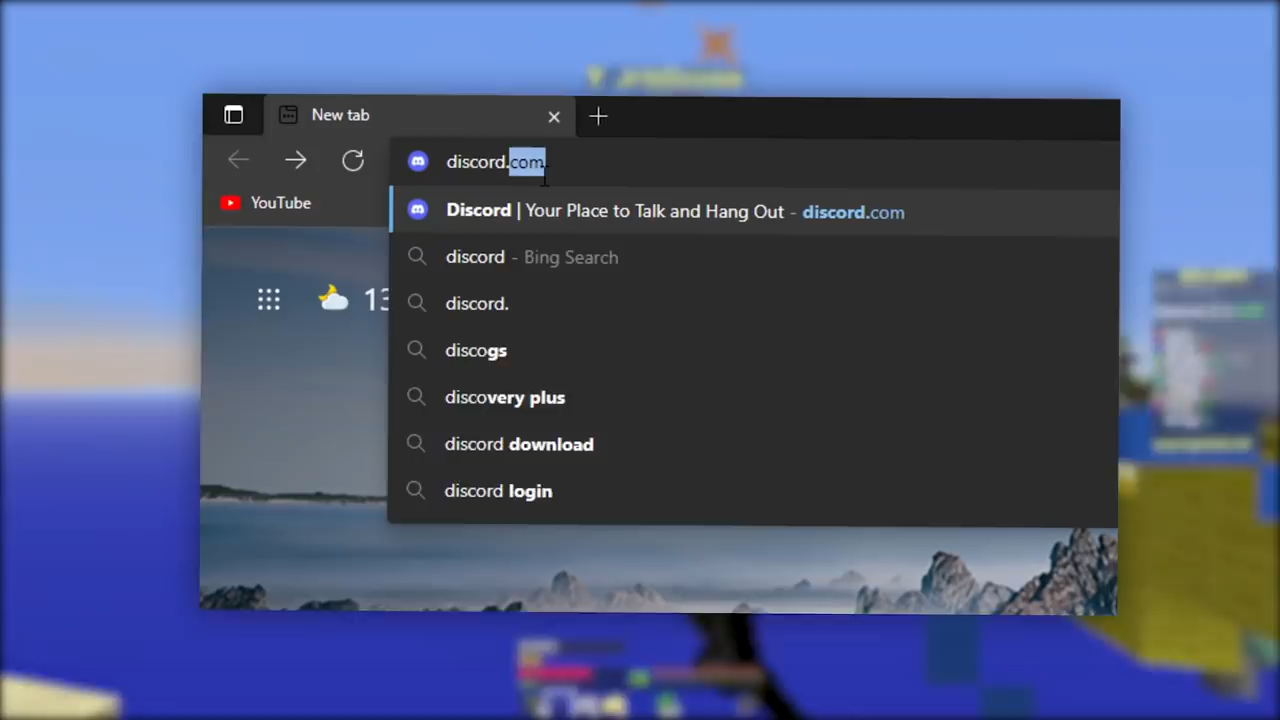 New tab
discord.com
YouTube
Discord | Your Place to Talk and Hang Out - discord.com
discord - Bing Search
discord.
13
discogs
discovery plus
discord download
discord login